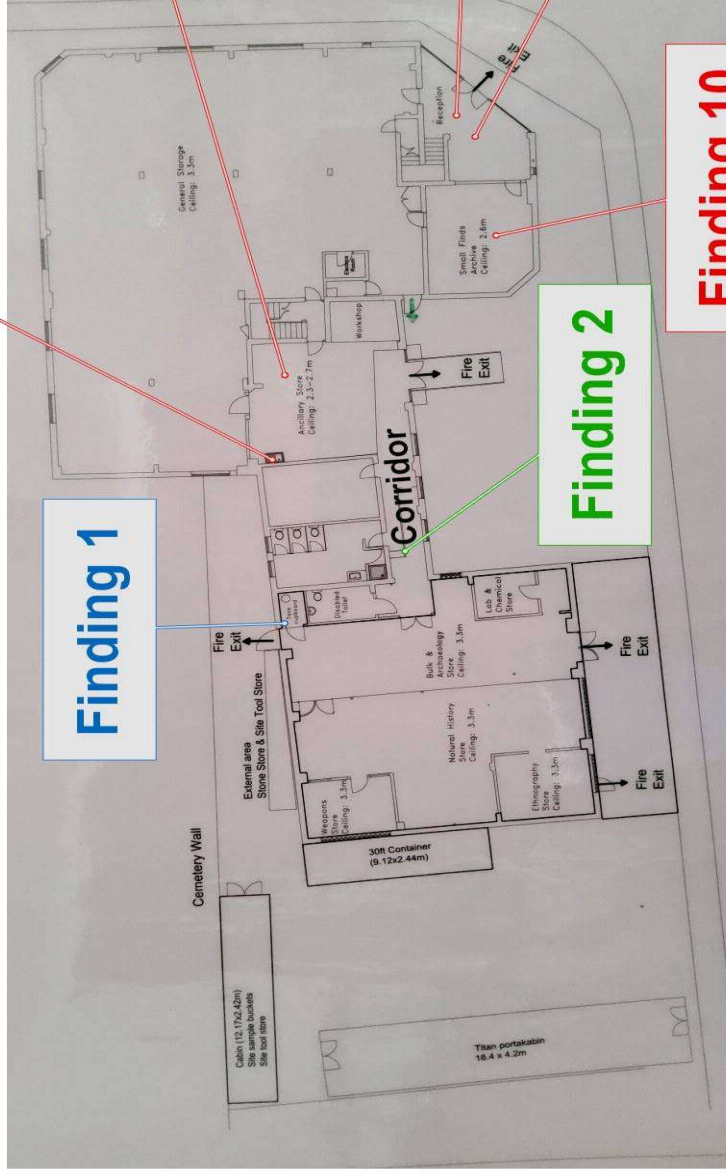 Finding 1
Finding 2
Finding 10
Corridor
General Storage
Ceiling: 3.3m
Reception
Fire
Exit
Small Finds
Archive
Ceiling: 2.6m
Workshop
Ancillary Store
Ceiling: 2.3-2.7m
Fire
Exit
Disabled
Toilet
Fire
Exit
External area
Stone Store & Site Tool Store
Bulk &
Archaeology
Store
Ceiling: 3.3m
Lab &
Chemical
Store
Fire
Exit
Natural History
Store
Ceiling: 3.3m
Weapons
Store
Ceiling: 3.3m
Ethnography
Store
Ceiling: 3.3m
Fire
Exit
30ft Container
(9.12x2.44m)
Cemetery Wall
Cabin (12.17x2.42m)
Site sample buckets
Site tool store
Titan portakabin
18.4 x 4.2m